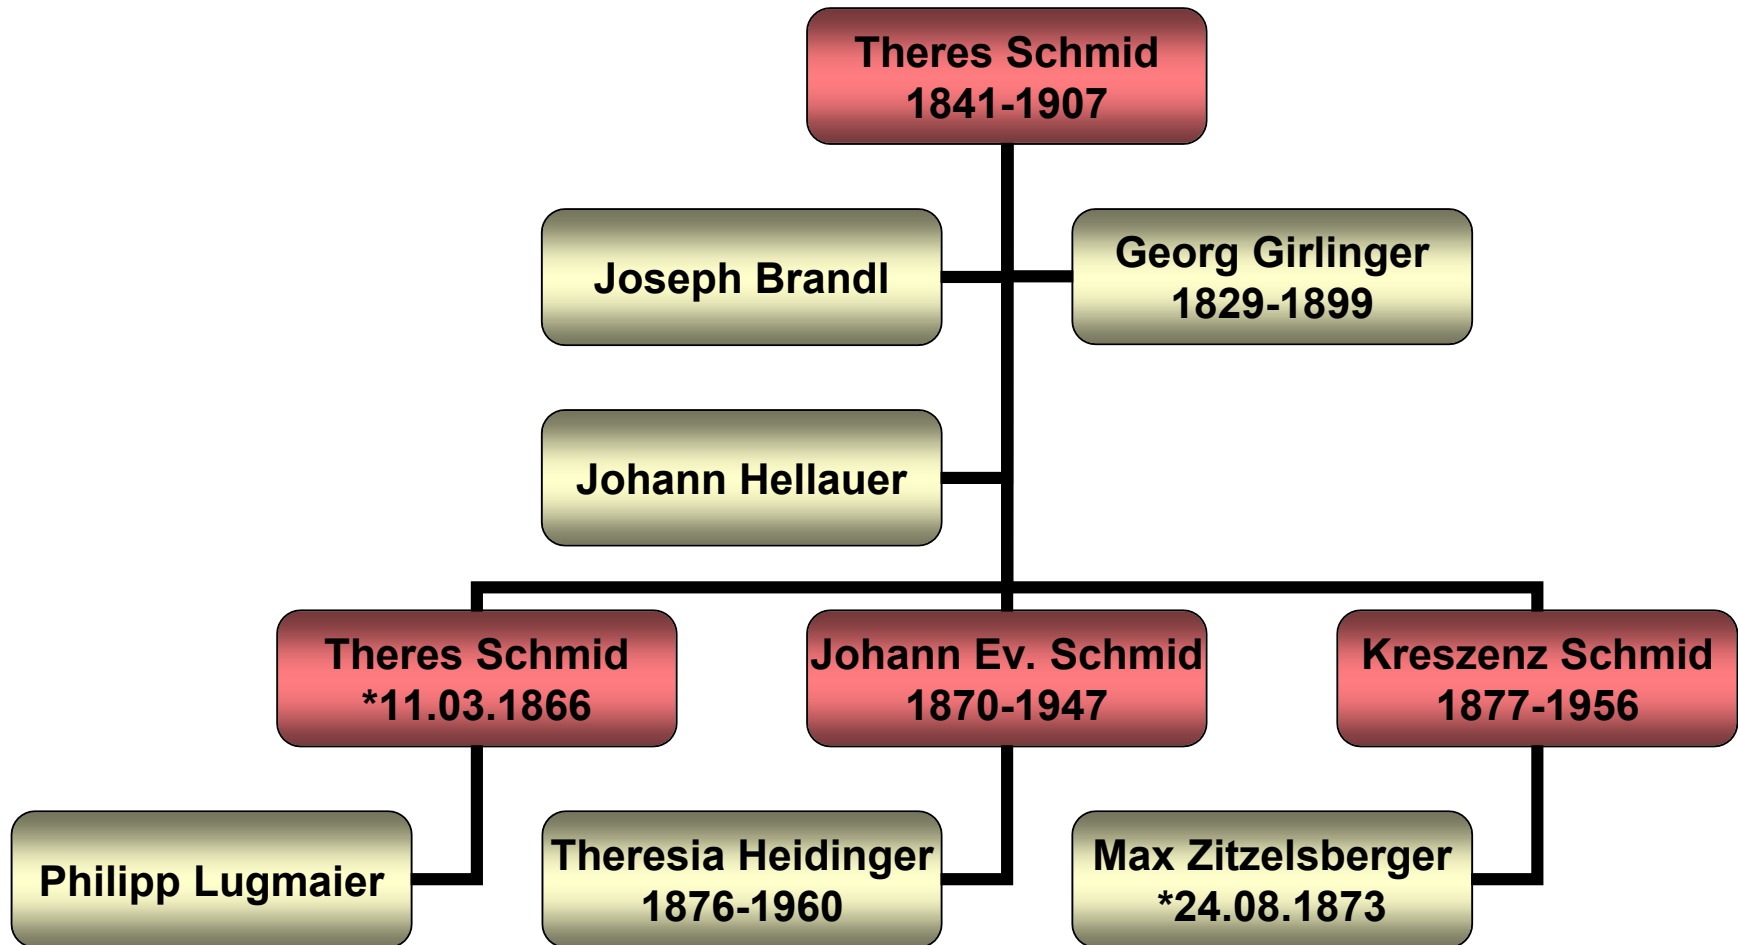 Theres Schmid
1841-1907
Joseph Brandl
Georg Girlinger
1829-1899
Johann Hellauer
Theres Schmid
*11.03.1866
Johann Ev. Schmid
1870-1947
Kreszenz Schmid
1877-1956
Philipp Lugmaier
Theresia Heidinger
1876-1960
Max Zitzelsberger
*24.08.1873